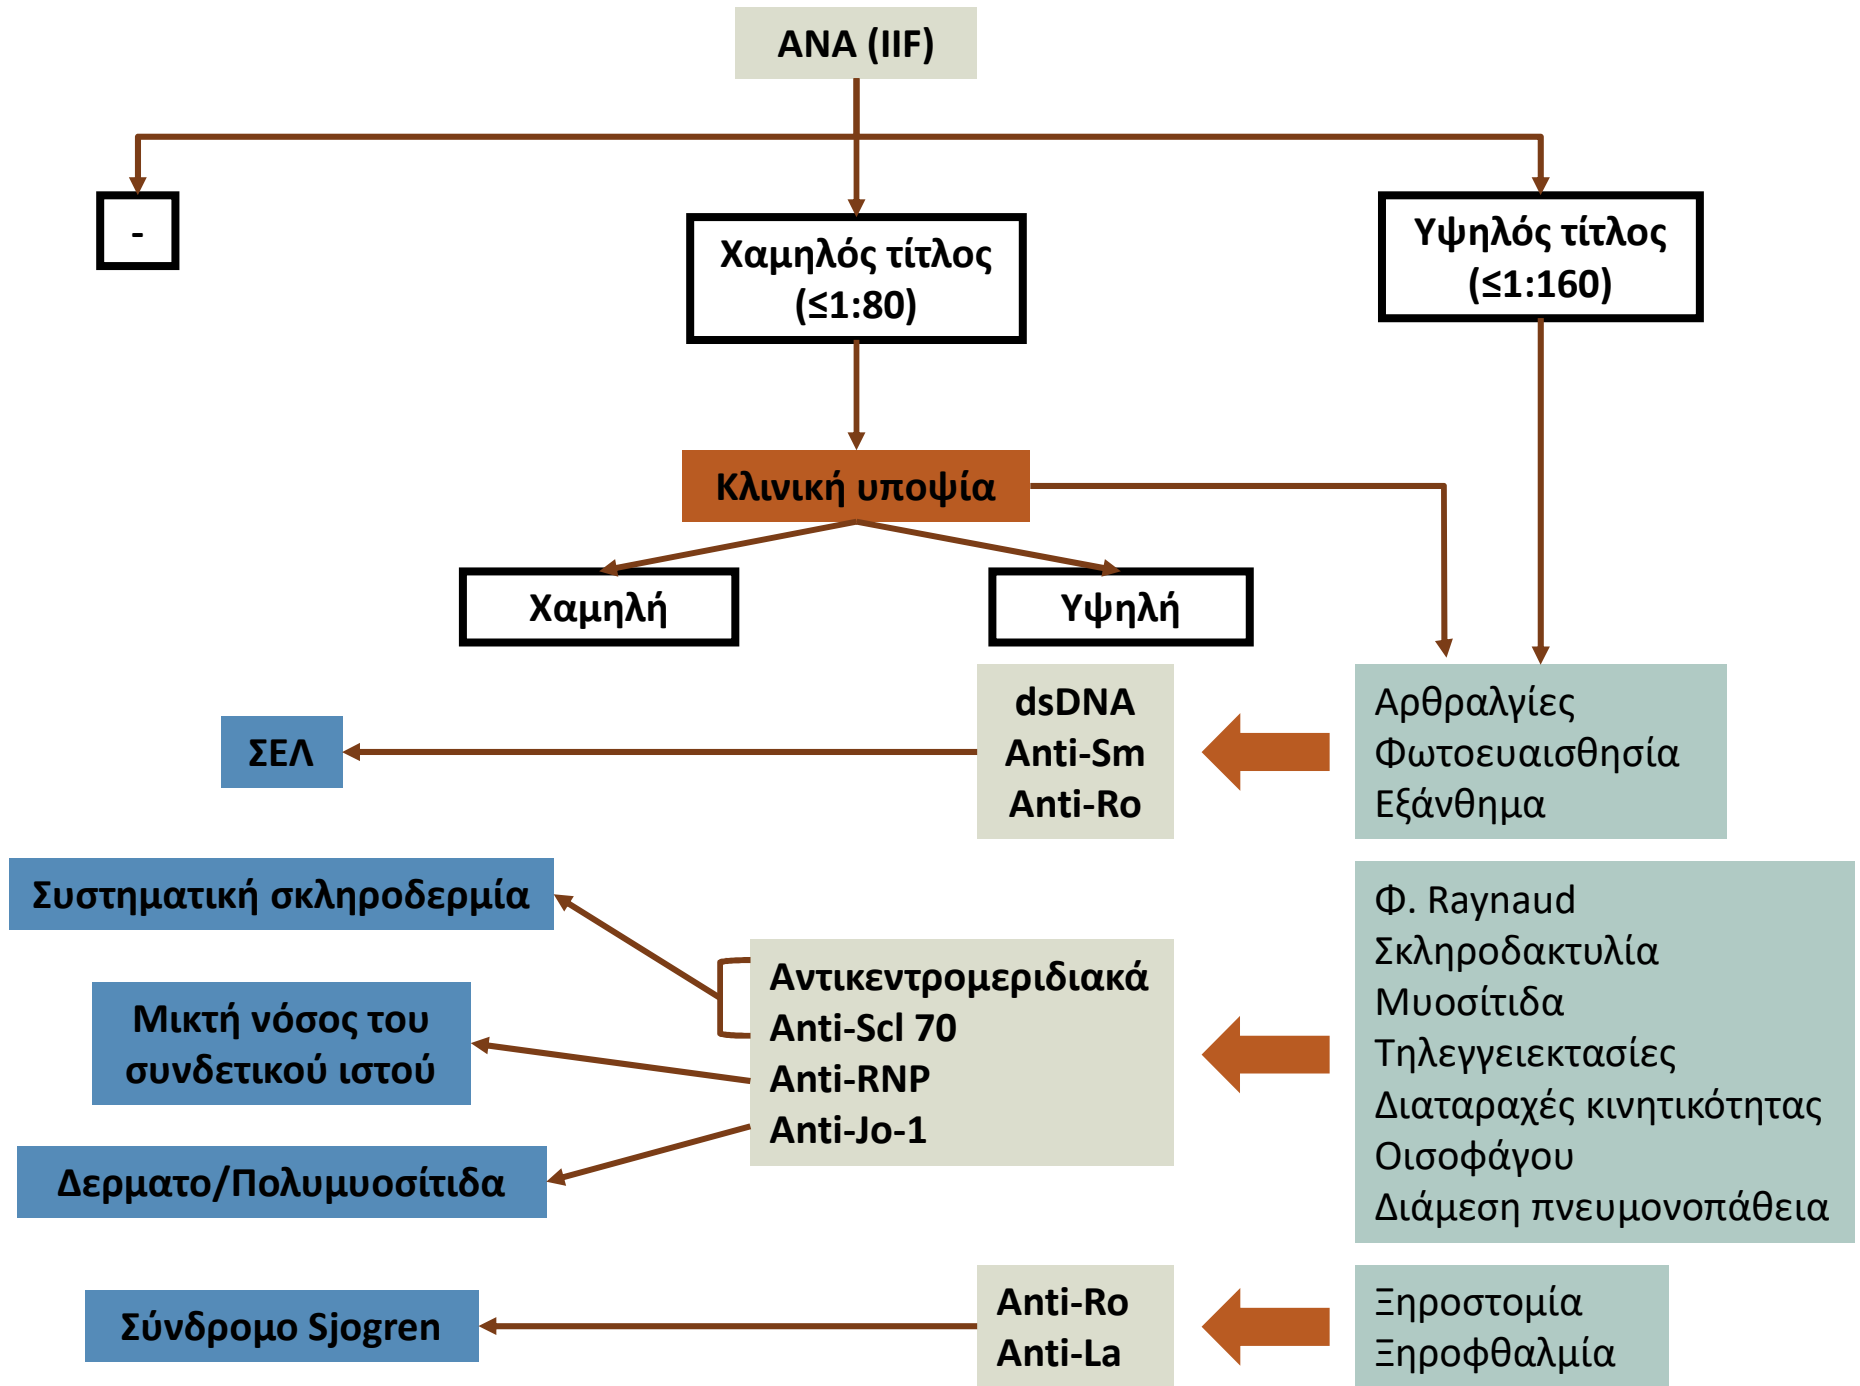 ANA (IIF)
-
Χαμηλός τίτλος
(≤1:80)
Υψηλός τίτλος
(≤1:160)
Κλινική υποψία
Χαμηλή
Υψηλή
dsDNA
Anti-Sm
Anti-Ro
Αρθραλγίες
Φωτοευαισθησία
Εξάνθημα
ΣΕΛ
Συστηματική σκληροδερμία
Μικτή νόσος του
συνδετικού ιστού
Δερματο/Πολυμυοσίτιδα
Αντικεντρομεριδιακά
Anti-Scl 70
Anti-RNP
Anti-Jo-1
Φ. Raynaud
Σκληροδακτυλία
Μυοσίτιδα
Τηλεγγειεκτασίες
Διαταραχές κινητικότητας
Οισοφάγου
Διάμεση πνευμονοπάθεια
Σύνδρομο Sjogren
Anti-Ro
Anti-La
Ξηροστομία
Ξηροφθαλμία